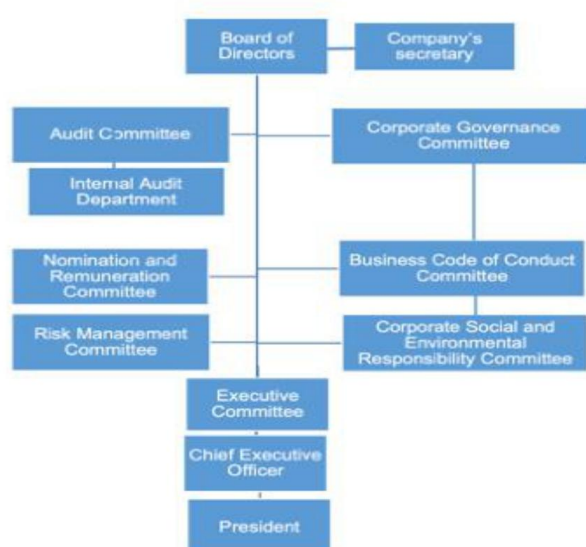 Board of
Directors
Company's
secretary
Audit Committee
Corporate Governance
Committee
Internal Audit
Department
Nomination and
Remuneration
Committee
Business Code of Conduct
Committee
Risk Management
Committee
Corporate Social and
Environmental
Responsibility Committee
Executive
Committee
Chief Executive
Officer
President